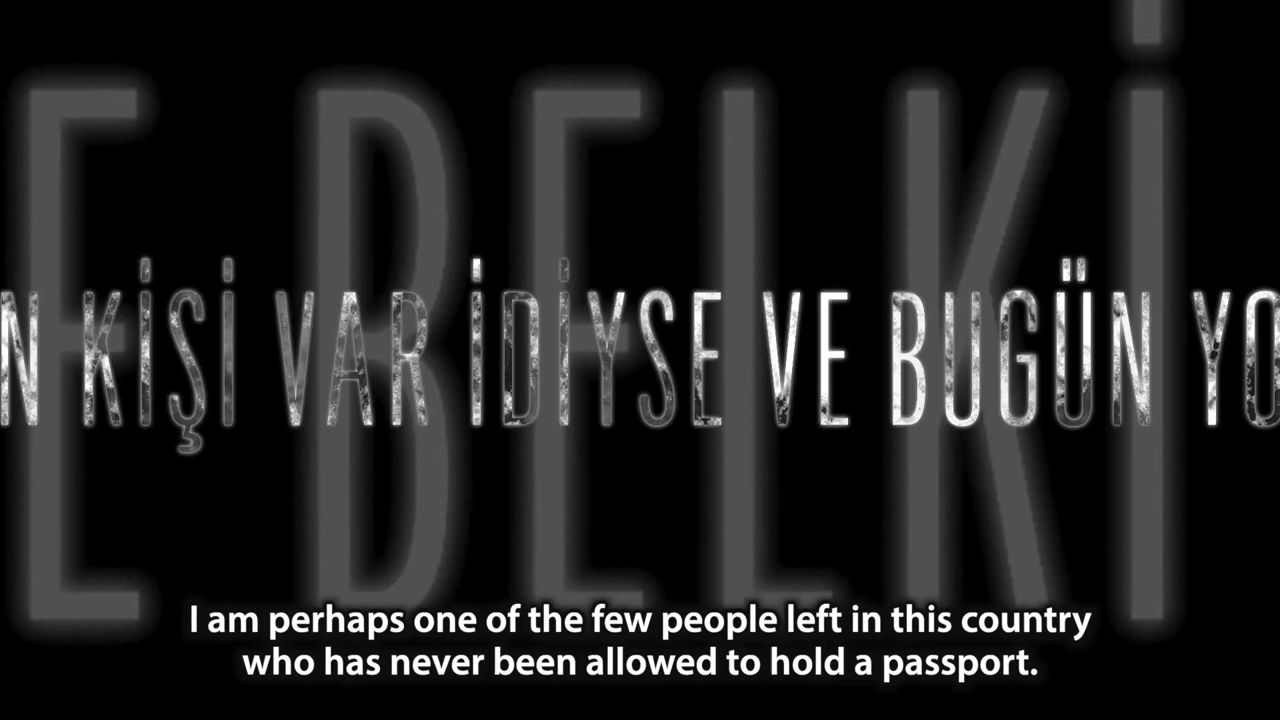 E BELKİ
N KİŞİ VAR İDİYSE VE BUGÜN YO
I am perhaps one of the few people left in this country
who has never been allowed to hold a passport.